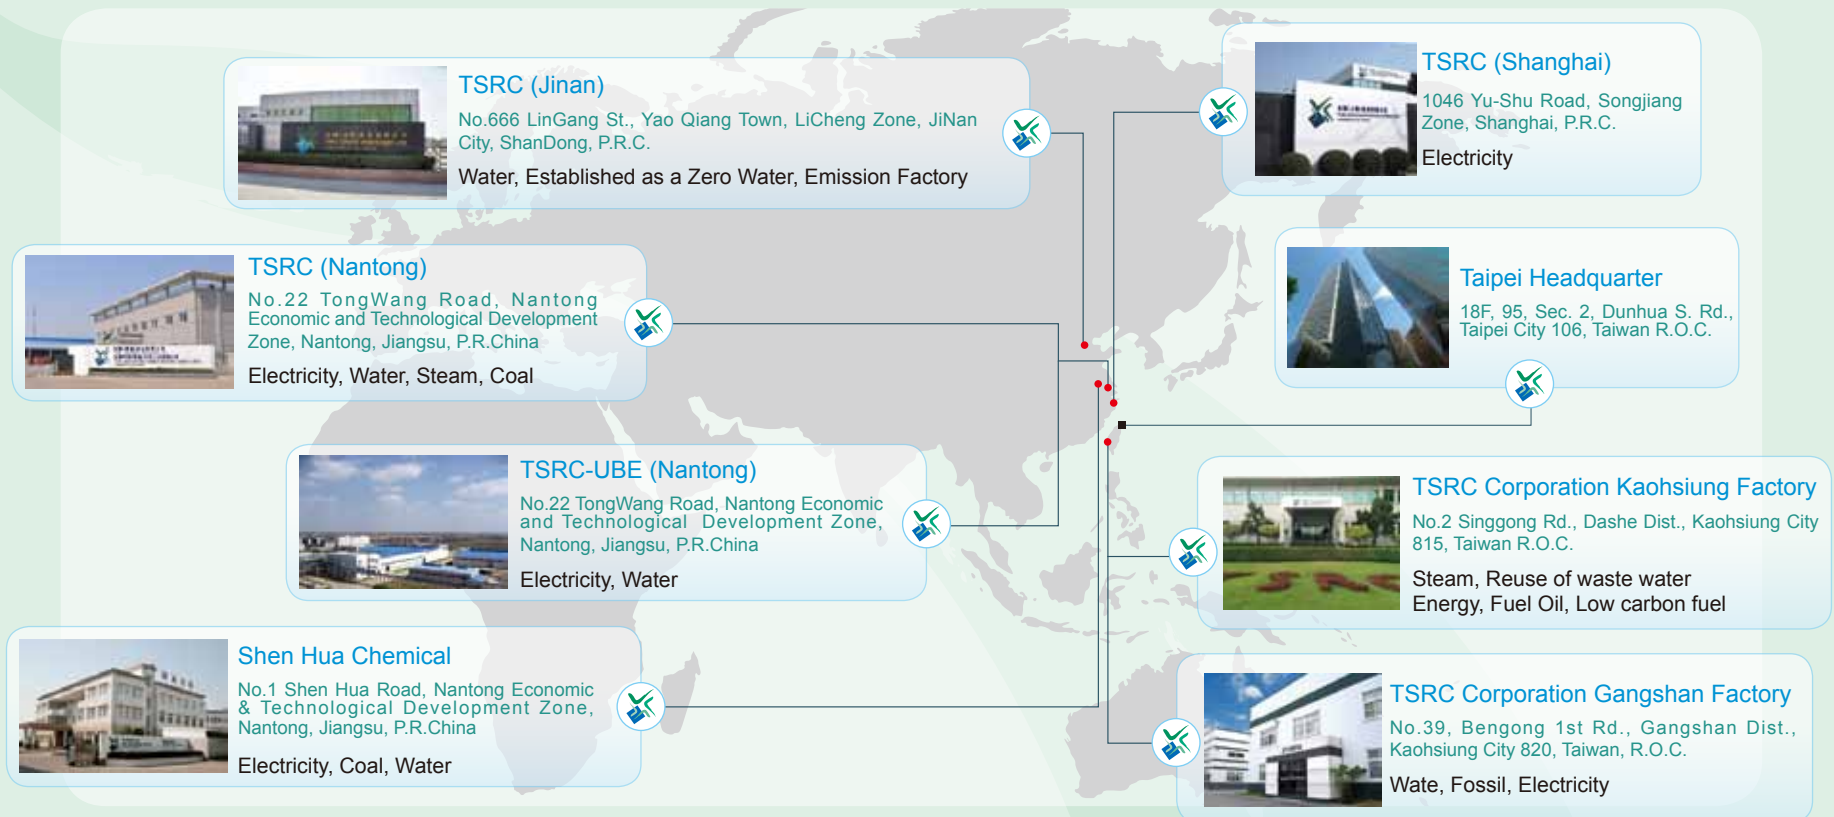 TSRC (Jinan)
No.666 LinGang St., Yao Qiang Town, LiCheng Zone, JiNan
City, ShanDong, P.R.C.
Water, Established as a Zero Water, Emission Factory
TSRC (Shanghai)
1046 Yu-Shu Road, Songjiang
Zone, Shanghai, P.R.C.
Electricity
TSRC (Nantong)
No.22 TongWang Road, Nantong
Economic and Technological Development
Zone, Nantong, Jiangsu, P.R.China
Electricity, Water, Steam, Coal
Taipei Headquarter
18F, 95, Sec. 2, Dunhua S. Rd.,
Taipei City 106, Taiwan R.O.C.
TSRC-UBE (Nantong)
No.22 TongWang Road, Nantong Economic
and Technological Development Zone,
Nantong, Jiangsu, P.R.China
Electricity, Water
TSRC Corporation Kaohsiung Factory
No.2 Singgong Rd., Dashe Dist., Kaohsiung City
815, Taiwan R.O.C.
Steam, Reuse of waste water
Energy, Fuel Oil, Low carbon fuel
TSRC
Shen Hua Chemical
No.1 Shen Hua Road, Nantong Economic
& Technological Development Zone,
Nantong, Jiangsu, P.R.China
Electricity, Coal, Water
TSRC Corporation Gangshan Factory
No.39, Bengong 1st Rd., Gangshan Dist.,
Kaohsiung City 820, Taiwan, R.O.C.
Wate, Fossil, Electricity